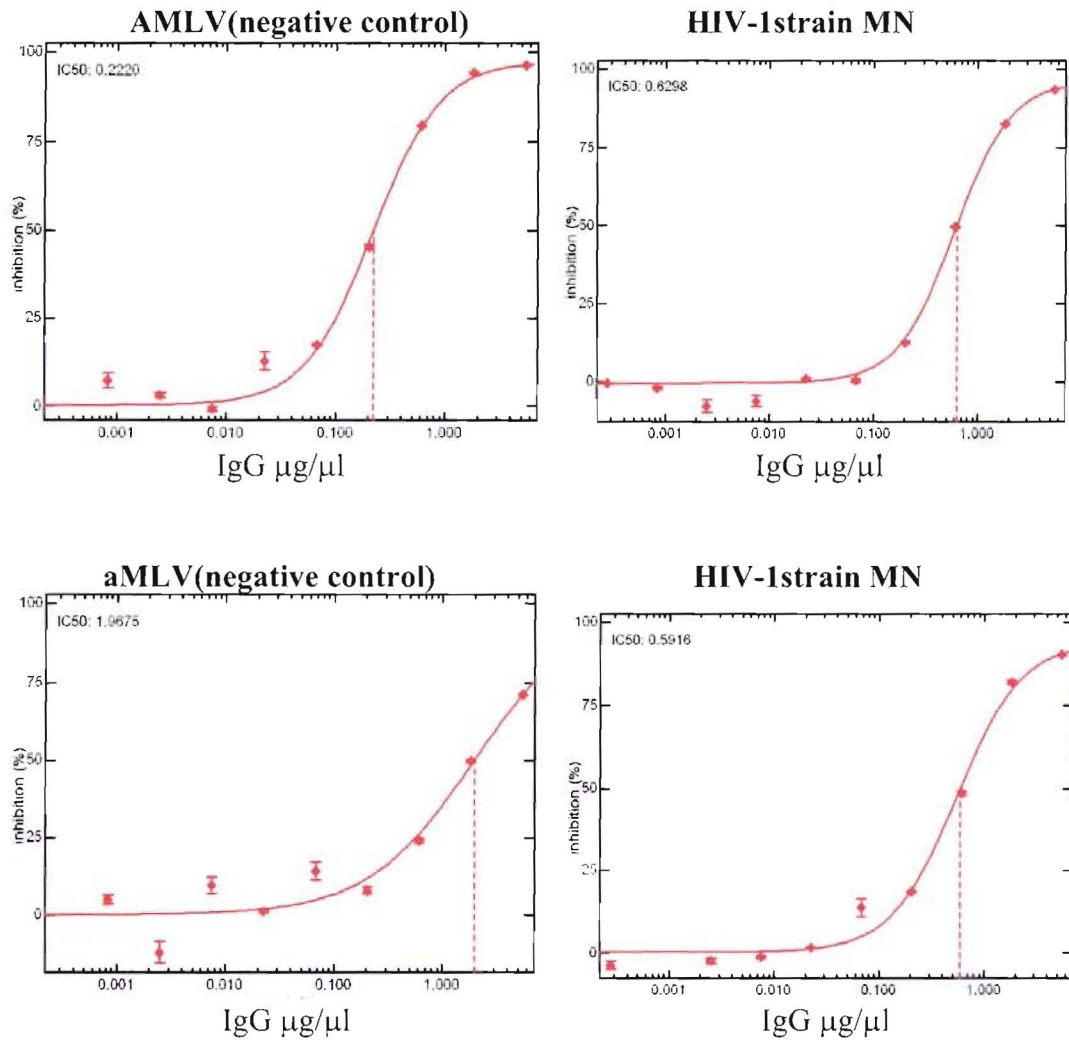 AMLV(negative control)
HIV-1strain MN
100
IC50: 0.2220
75
50
25
0
inhibition (%)
0.001 0.010 0.100 1.000
IgG µg/µl
100
IC50: 0.6298
75
50
25
0
inhibition (%)
0.001 0.010 0.100 1.000
IgG µg/µl
aMLV(negative control)
HIV-1strain MN
100
IC50: 1.9675
75
50
25
0
inhibition (%)
0.001 0.010 0.100 1.000
IgG µg/µl
100
IC50: 0.5916
75
50
25
0
inhibition (%)
0.001 0.010 0.100 1.000
IgG µg/µl